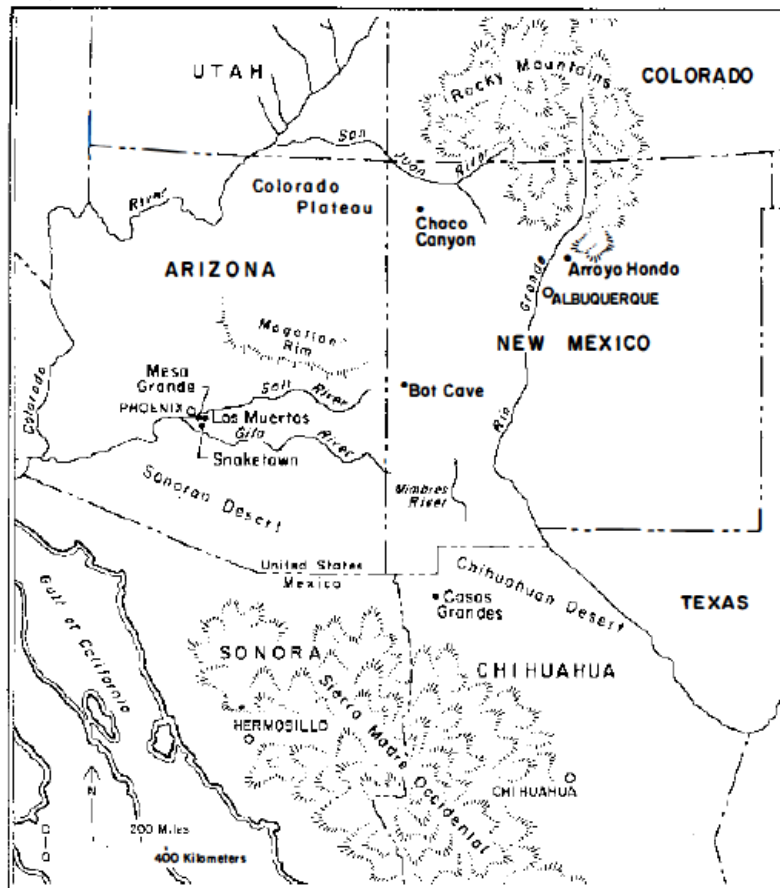 UTAH
Rocky Mountains
COLORADO
San Juan River
Colorado
Plateau
River
Chaco
Canyon
ARIZONA
Grande
Arroyo Hondo
ALBUQUERQUE
Mogollon
Rim
NEW MEXICO
Mesa
Grande
Salt River
Bat Cave
Colorado
PHOENIX
Los Muertos
Gila River
Rio
Snaketown
Sonoran Desert
Mimbres
River
United States
Mexico
Chihuahuan Desert
Casas
Grandes
TEXAS
Gulf of California
SONORA
CHIHUAHUA
Sierra Madre Occidental
HERMOSILLO
CHIHUAHUA
N
200 Miles
400 Kilometers